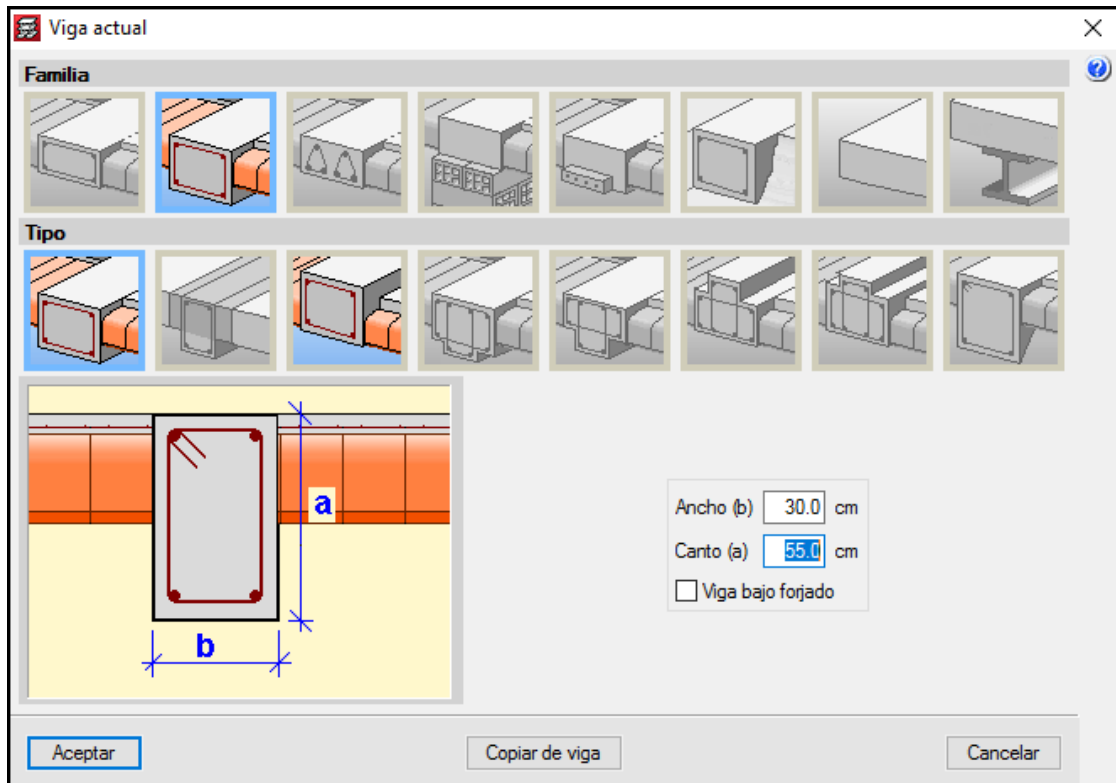 Viga actual
Familia
Tipo
a
b
Ancho (b) 30.0 cm
Canto (a) 55.0 cm
Viga bajo forjado
Aceptar
Copiar de viga
Cancelar